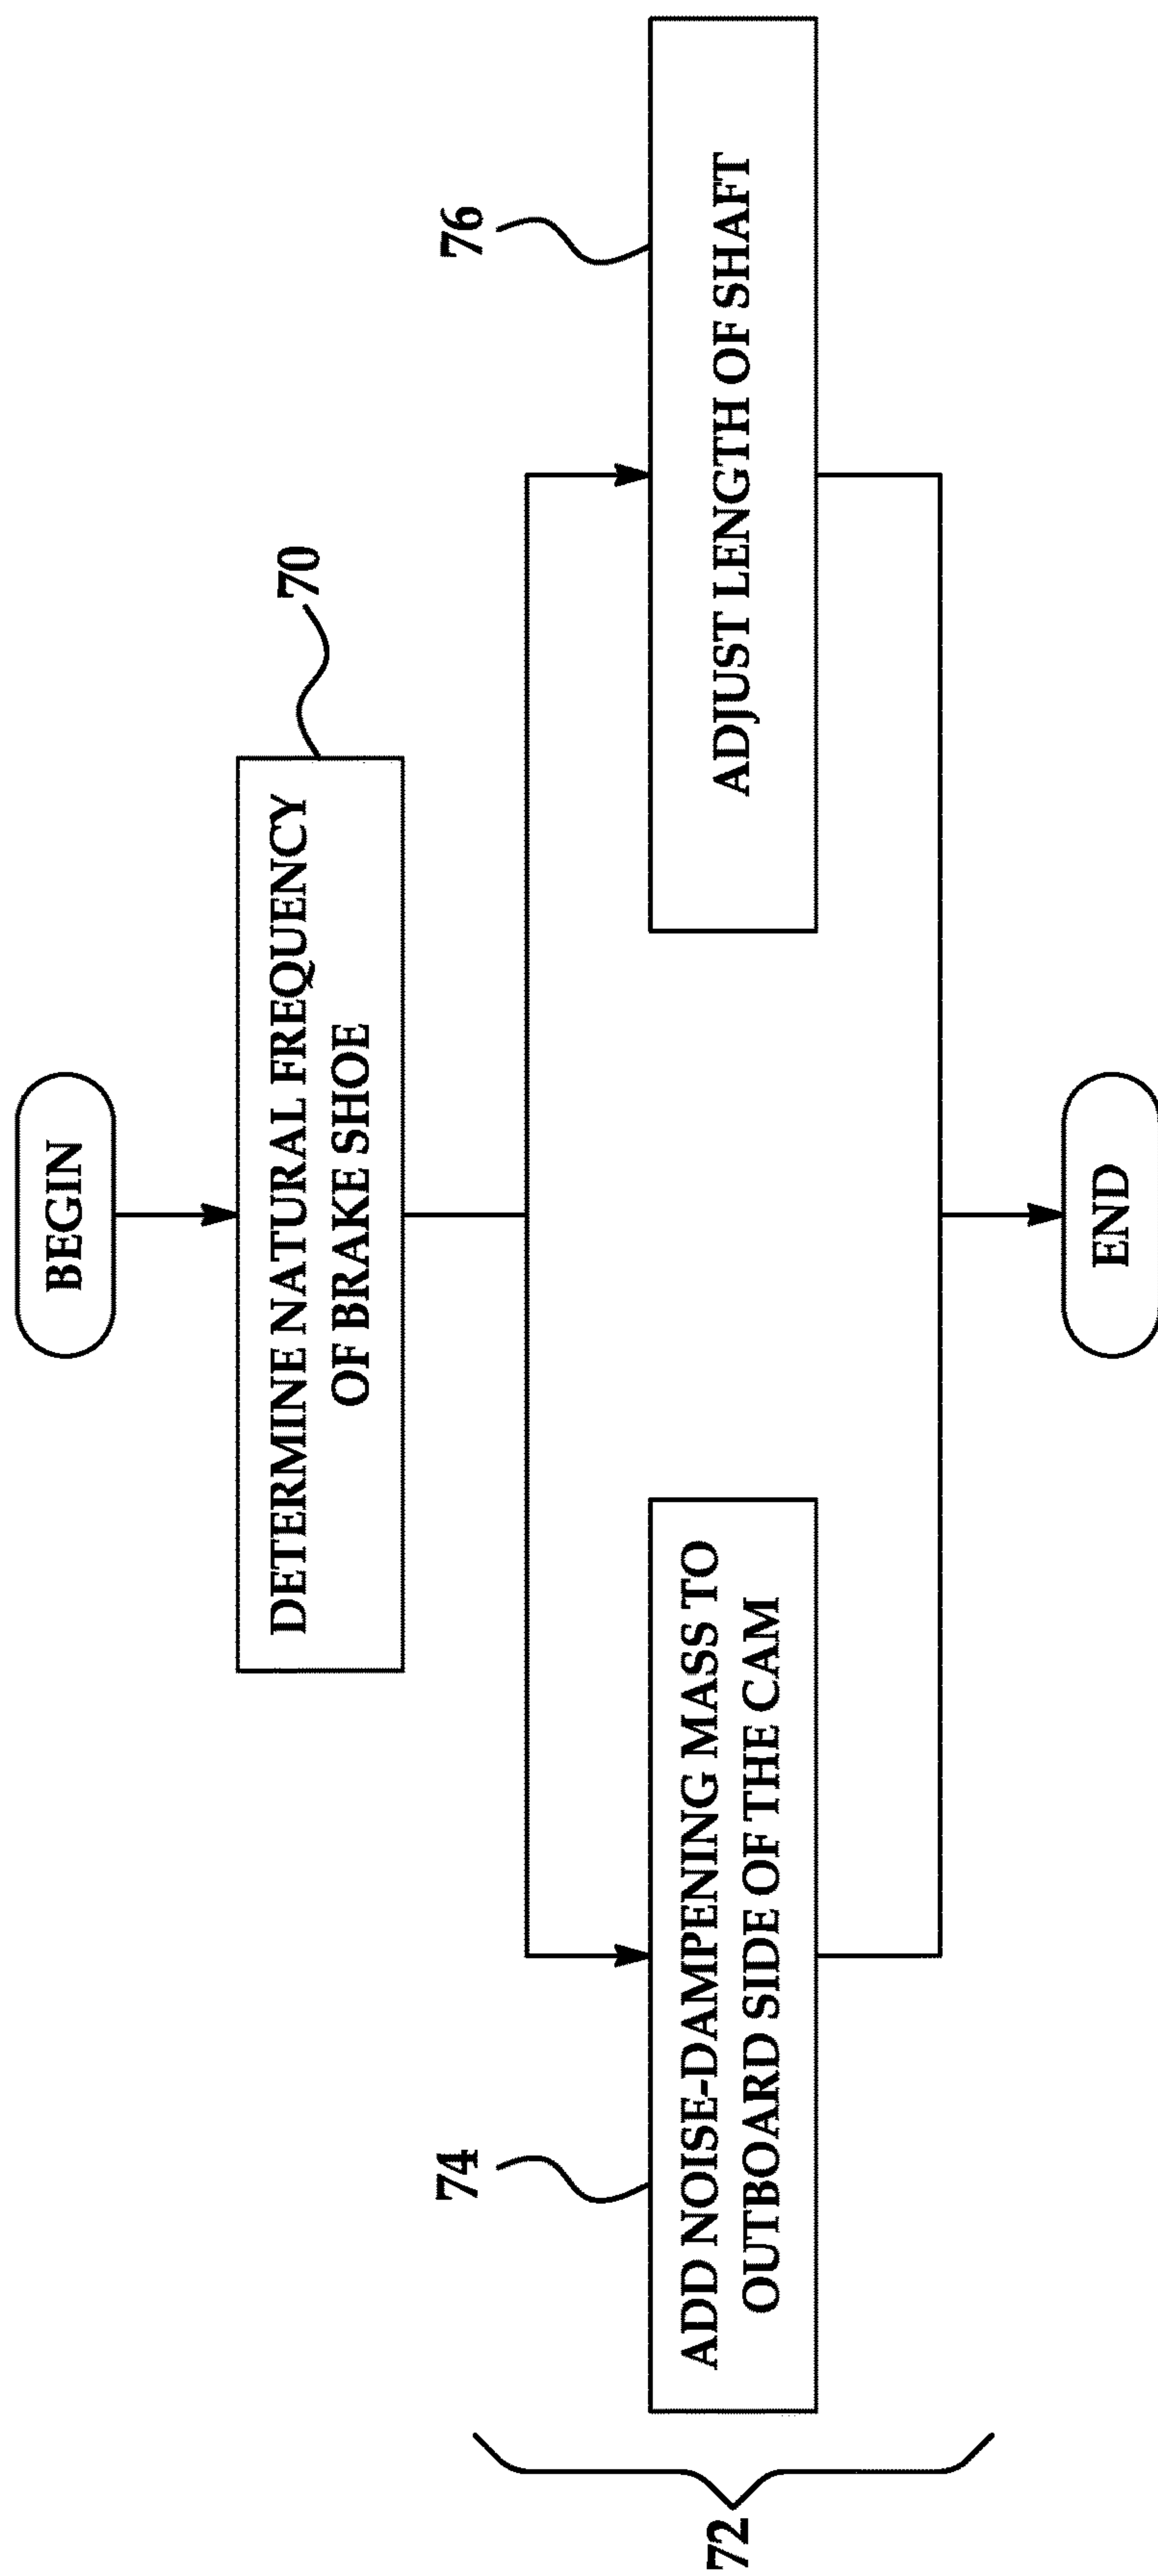 BEGIN
DETERMINE NATURAL FREQUENCY
OF BRAKE SHOE
70
72
74
ADD NOISE-DAMPENING MASS TO
OUTBOARD SIDE OF THE CAM
76
ADJUST LENGTH OF SHAFT
END